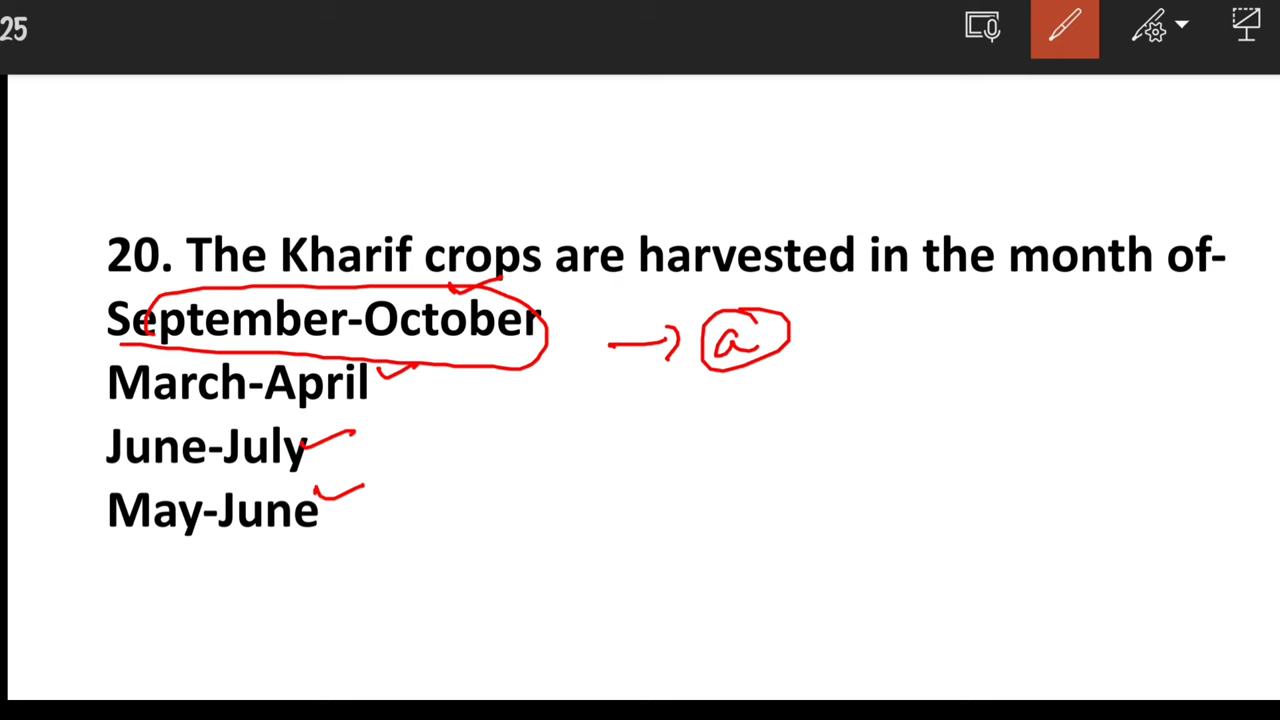 25
20. The Kharif crops are harvested in the month of-
September-October
a
March-April
June-July
May-June